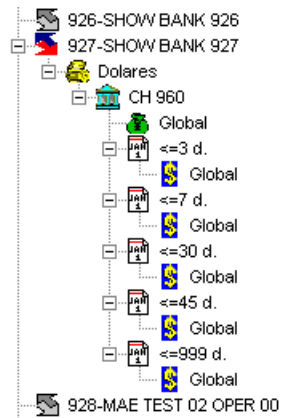 926-SHOW BANK 926
927-SHOW BANK 927
Dolares
CH 960
Global
<=3 d.
Global
<=7 d.
Global
<=30 d.
Global
<=45 d.
Global
<=999 d.
Global
928-MAE TEST 02 OPER 00